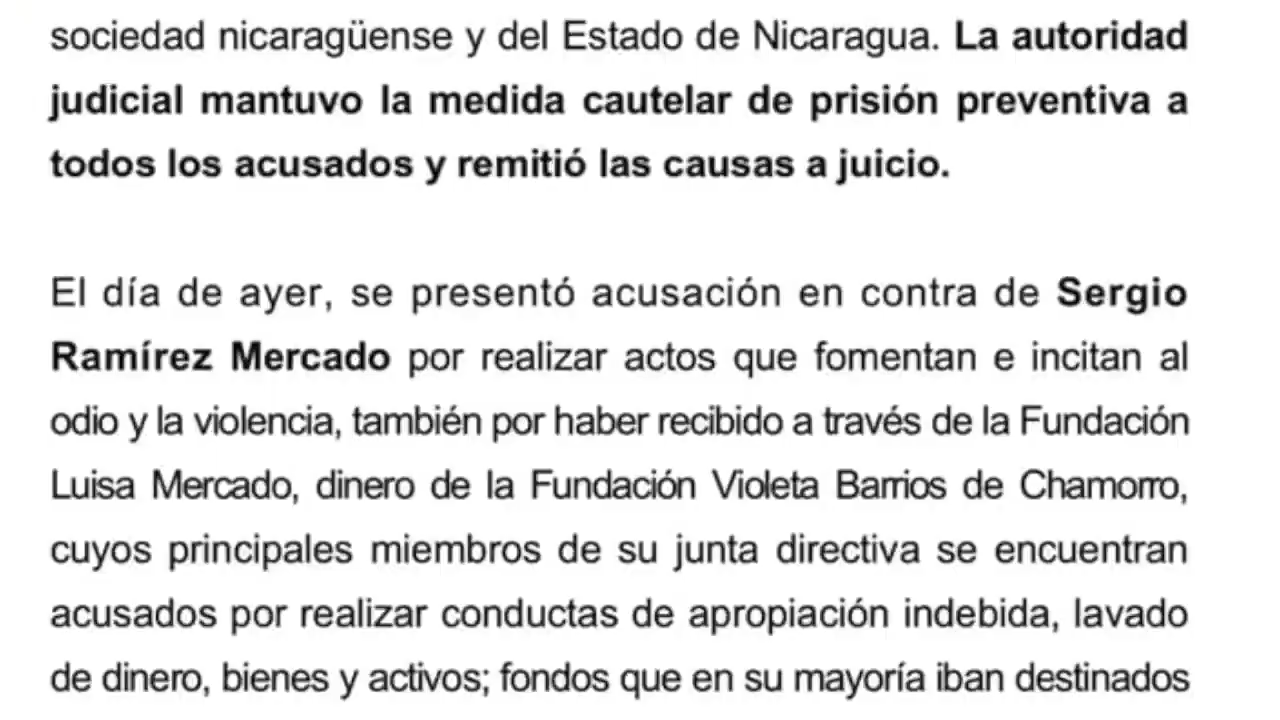 sociedad nicaragüense y del Estado de Nicaragua. La autoridad
judicial mantuvo la medida cautelar de prisión preventiva a
todos los acusados y remitió las causas a juicio.
El día de ayer, se presentó acusación en contra de Sergio
Ramírez Mercado por realizar actos que fomentan e incitan al
odio y la violencia, también por haber recibido a través de la Fundación
Luisa Mercado, dinero de la Fundación Violeta Barrios de Chamorro,
cuyos principales miembros de su junta directiva se encuentran
acusados por realizar conductas de apropiación indebida, lavado
de dinero, bienes y activos; fondos que en su mayoría iban destinados